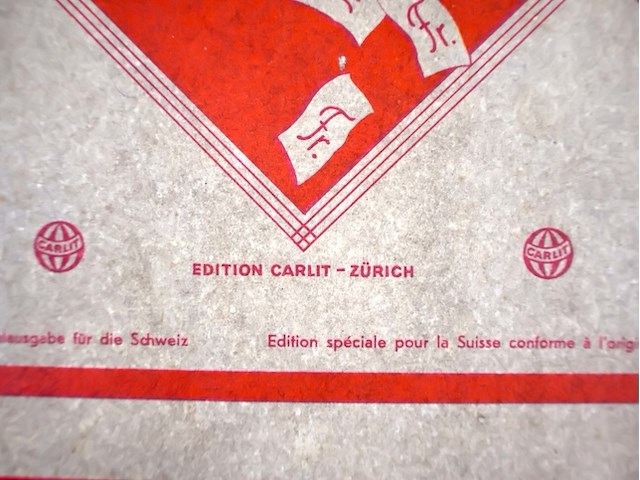 Fr.
Fr.
CARLIT
CARLIT
EDITION CARLIT – ZÜRICH
für die Schweiz
Edition spéciale pour la Suisse conforme à